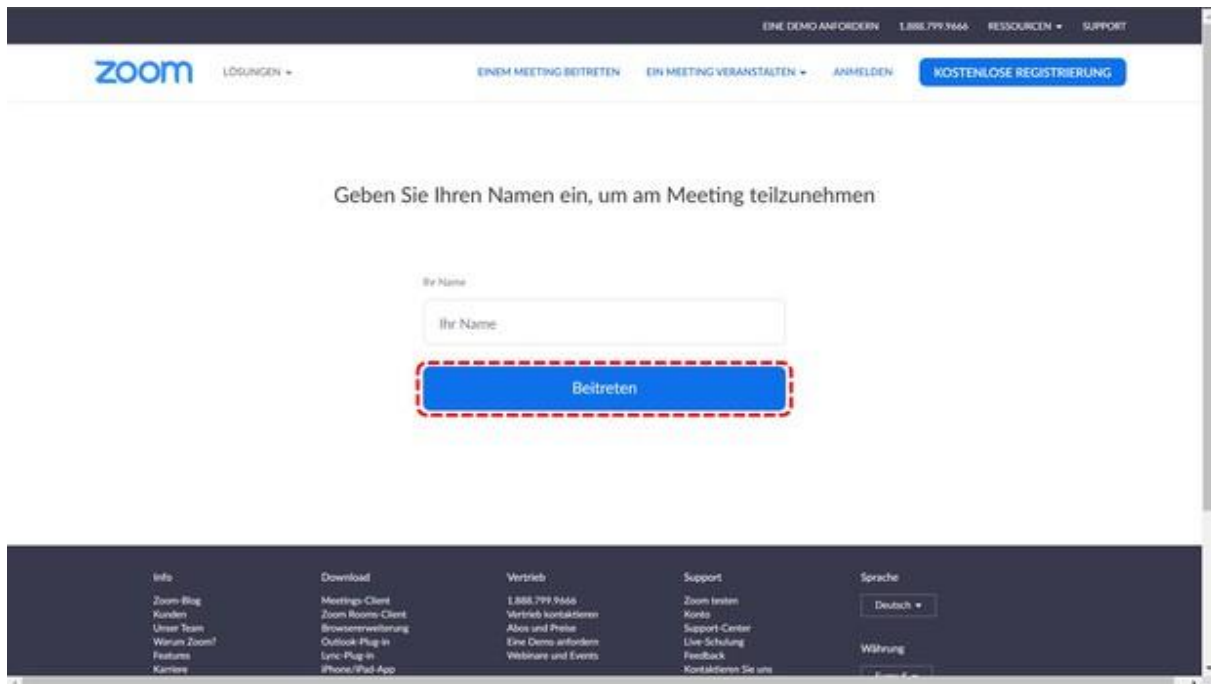 EINE DEMO ANFORDERN 1.888.799.9666 RESSOURCEN SUPPORT
zoom LÖSUNGEN EINEM MEETING BEITRETEN EIN MEETING VERANSTALTEN ANMELDEN KOSTENLOSE REGISTRIERUNG
Geben Sie Ihren Namen ein, um am Meeting teilzunehmen
Ihr Name
Ihr Name
Beitreten
Info Download Vertrieb Support Sprache
Zoom-Blog Meetings-Client 1.888.799.9666 Zoom testen Deutsch
Kunden Zoom Rooms-Client Vertrieb kontaktieren Konto
Unser Team Browsererweiterung Abos und Preise Support-Center
Warum Zoom? Outlook-Plug-in Eine Demo anfordern Live-Schulung Währung
Features Lync-Plug-in Webinare und Events Feedback
Karriere iPhone/iPad-App Kontaktieren Sie uns